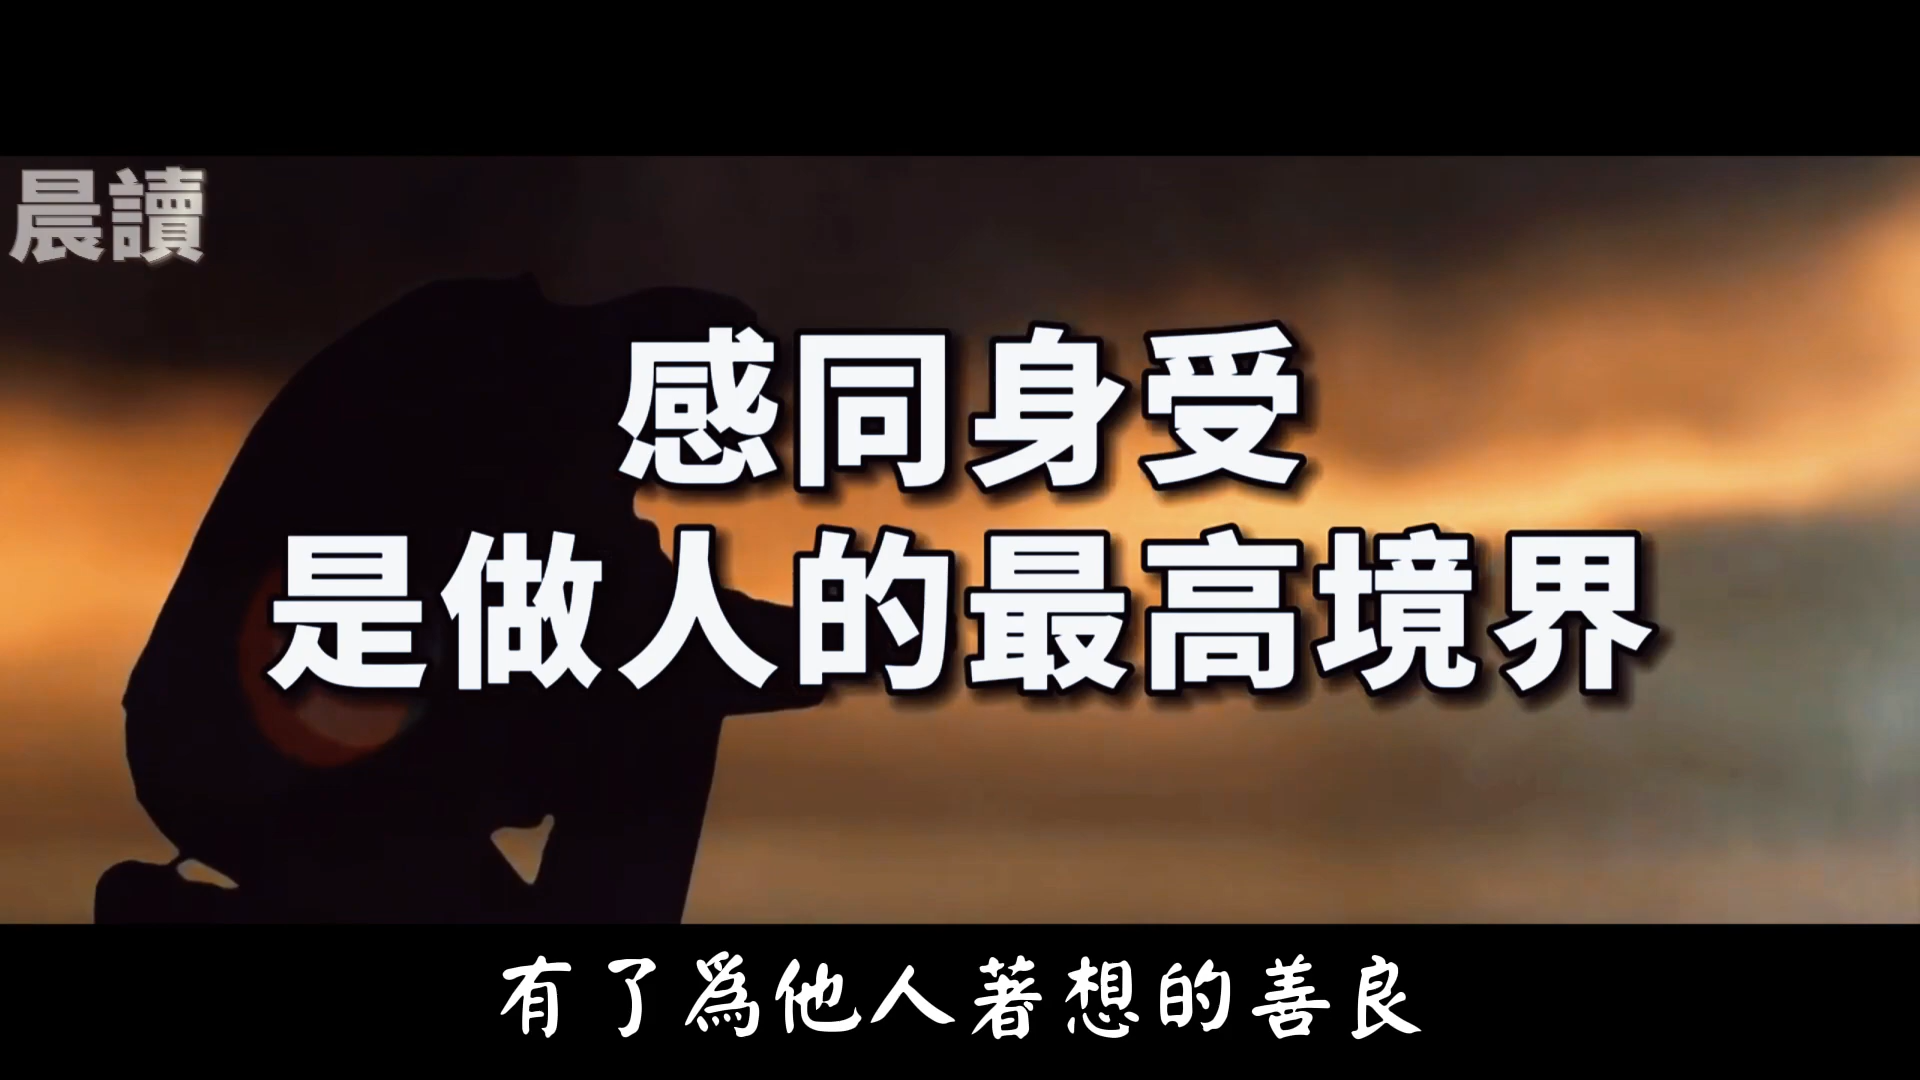 晨讀
感同身受
是做人的最高境界
有了爲他人著想的善良